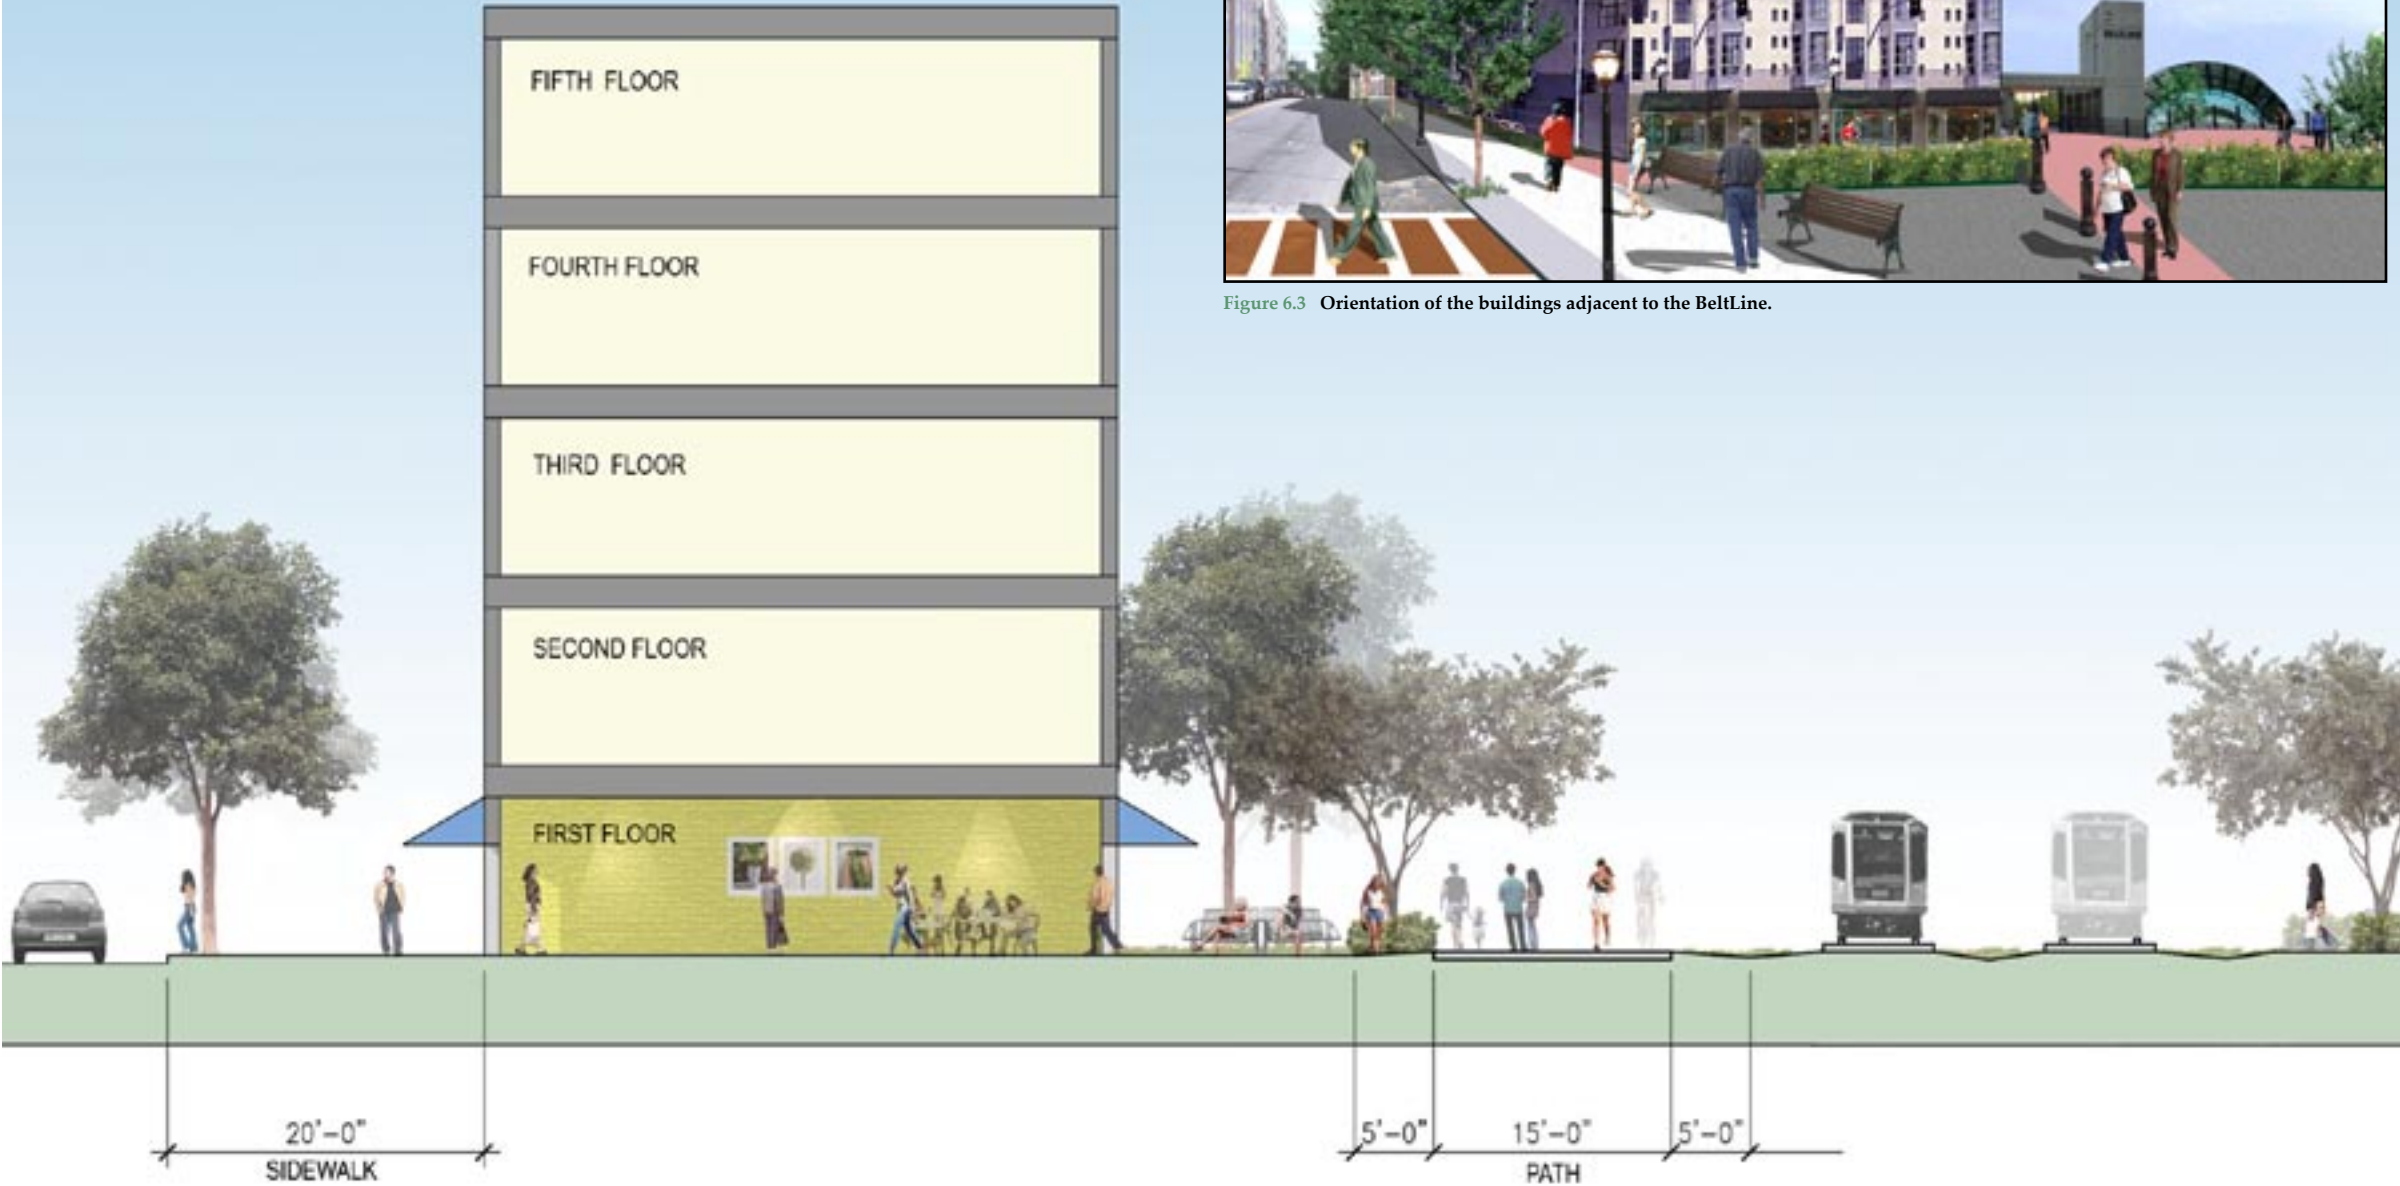 FIFTH FLOOR
FOURTH FLOOR
THIRD FLOOR
SECOND FLOOR
FIRST FLOOR
Figure 6.3 Orientation of the buildings adjacent to the BeltLine.
20'-0"
SIDEWALK
5'-0" 15'-0" 5'-0"
PATH